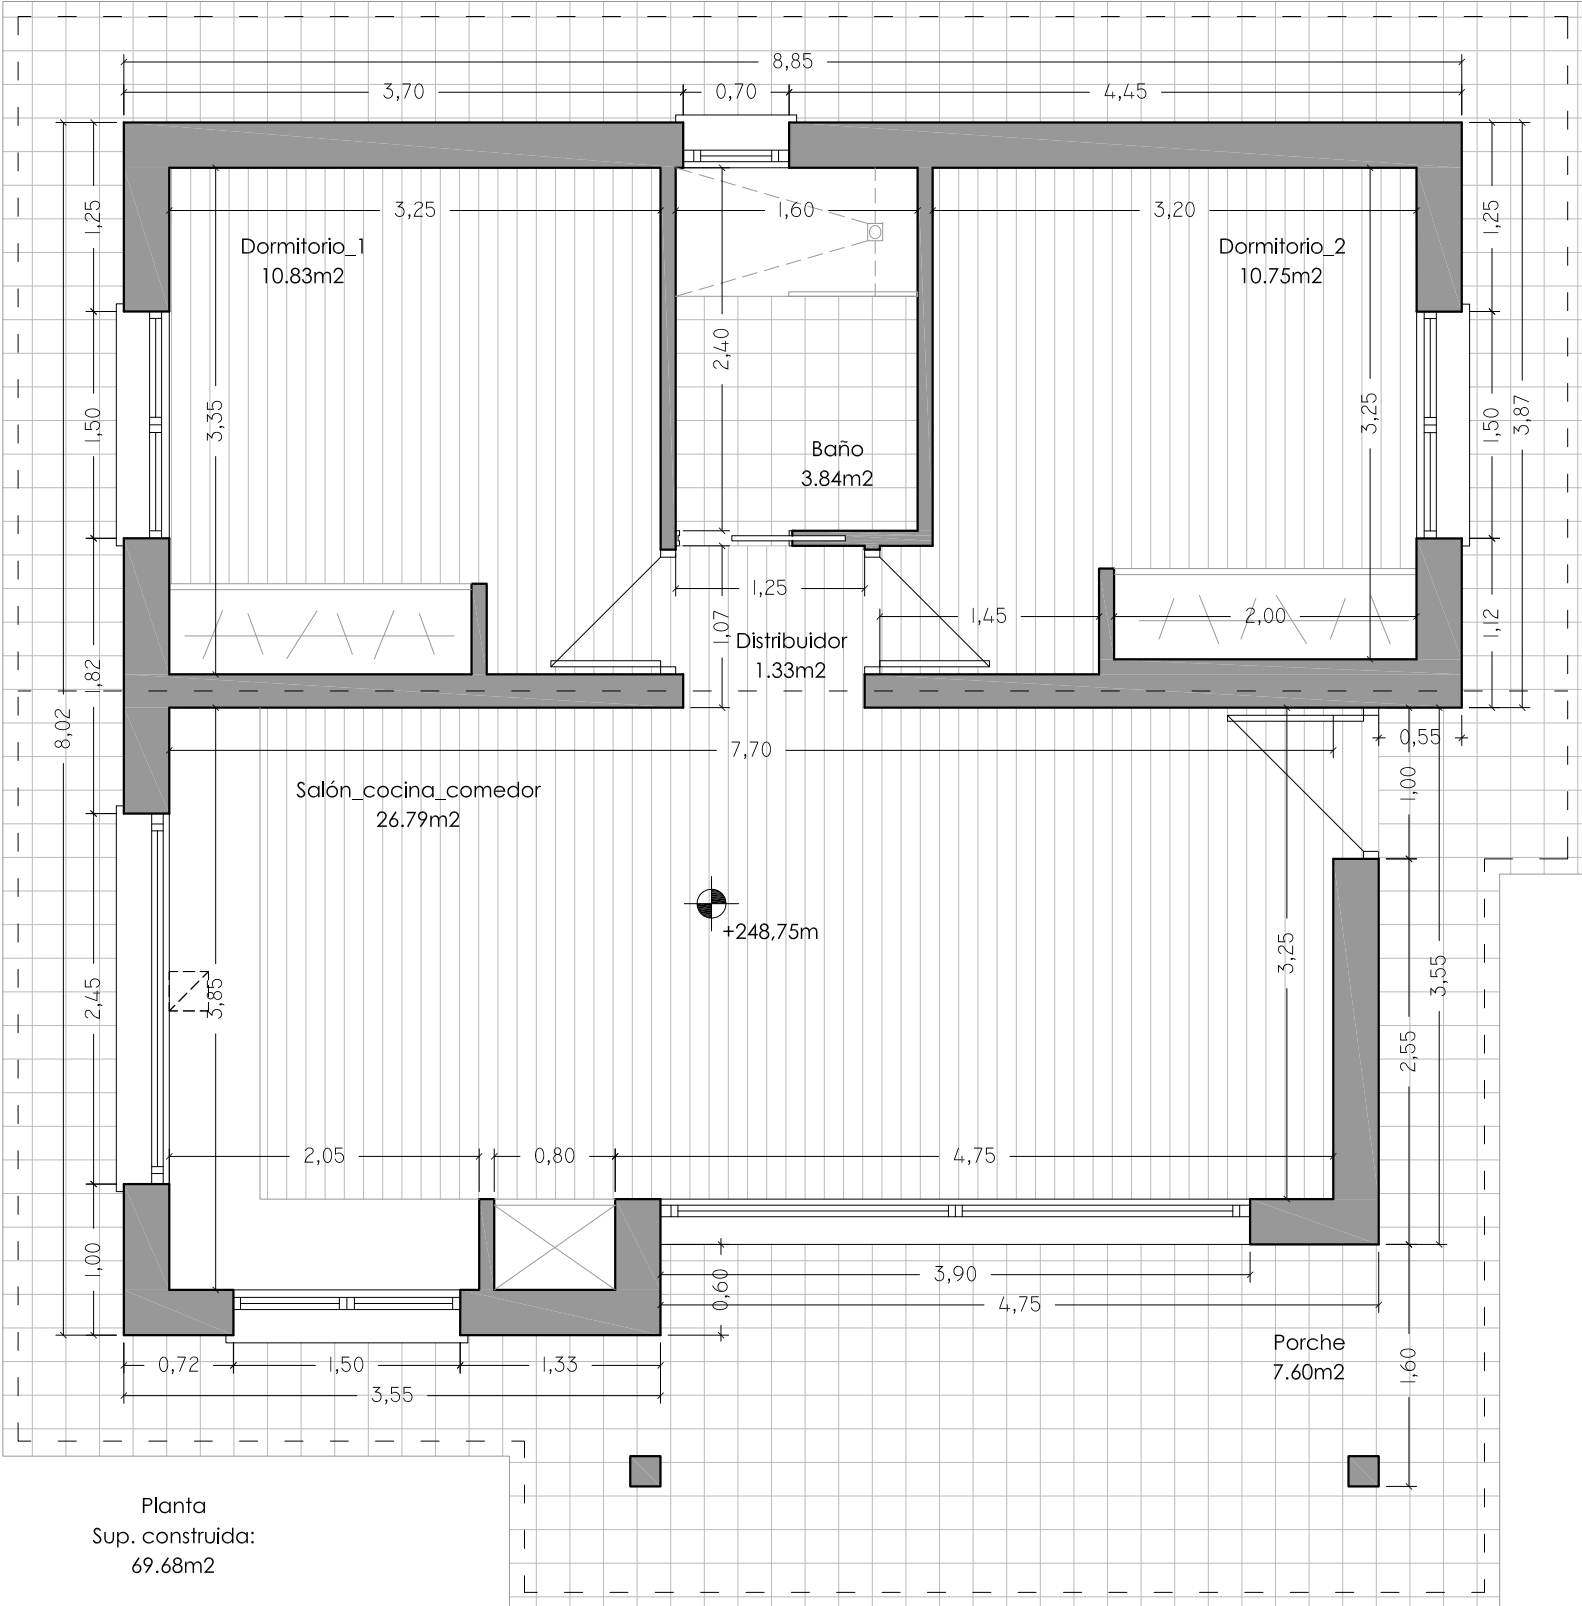 8,85
3,70
0,70
4,45
1,25
3,25
1,60
3,20
1,25
Dormitorio_1
10.83m2
Dormitorio_2
10.75m2
2,40
1,50
3,35
3,25
1,50
3,87
Baño
3.84m2
1,25
1,07
1,45
2,00
1,12
Distribuidor
1.33m2
1,82
8,02
7,70
0,55
1,00
Salón_cocina_comedor
26.79m2
+248,75m
3,25
3,55
2,45
3,85
2,55
2,05
0,80
4,75
1,00
0,60
3,90
4,75
Porche
7.60m2
1,60
0,72
1,50
1,33
3,55
Planta
Sup. construida:
69.68m2